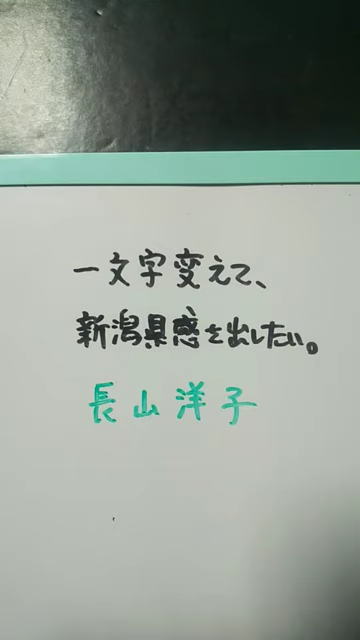 一文字変えて、
新潟県感を出したい。
長山洋子